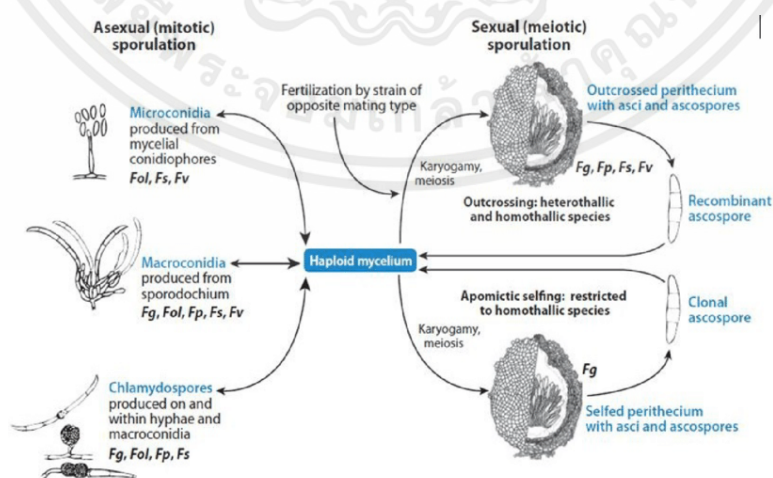 Asexual (mitotic)
sporulation
Microconidia
produced from
mycelial
conidiophores
Fol, Fs, Fv
Macroconidia
produced from
sporodochium
Fg, Fol, Fp, Fs, Fv
Chlamydospores
produced on and
within hyphae and
macroconidia
Fg, Fol, Fp, Fs
Fertilization by strain of
opposite mating type
Haploid mycelium
Sexual (meiotic)
sporulation
Karyogamy,
meiosis
Outcrossed perithecium
with asci and ascospores
Fg, Fp, Fs, Fv
Outcrossing: heterothallic
and homothallic species
Recombinant
ascospore
Apomictic selfing: restricted
to homothallic species
Clonal
ascospore
Karyogamy,
meiosis
Fg
Selfed perithecium
with asci and ascospores